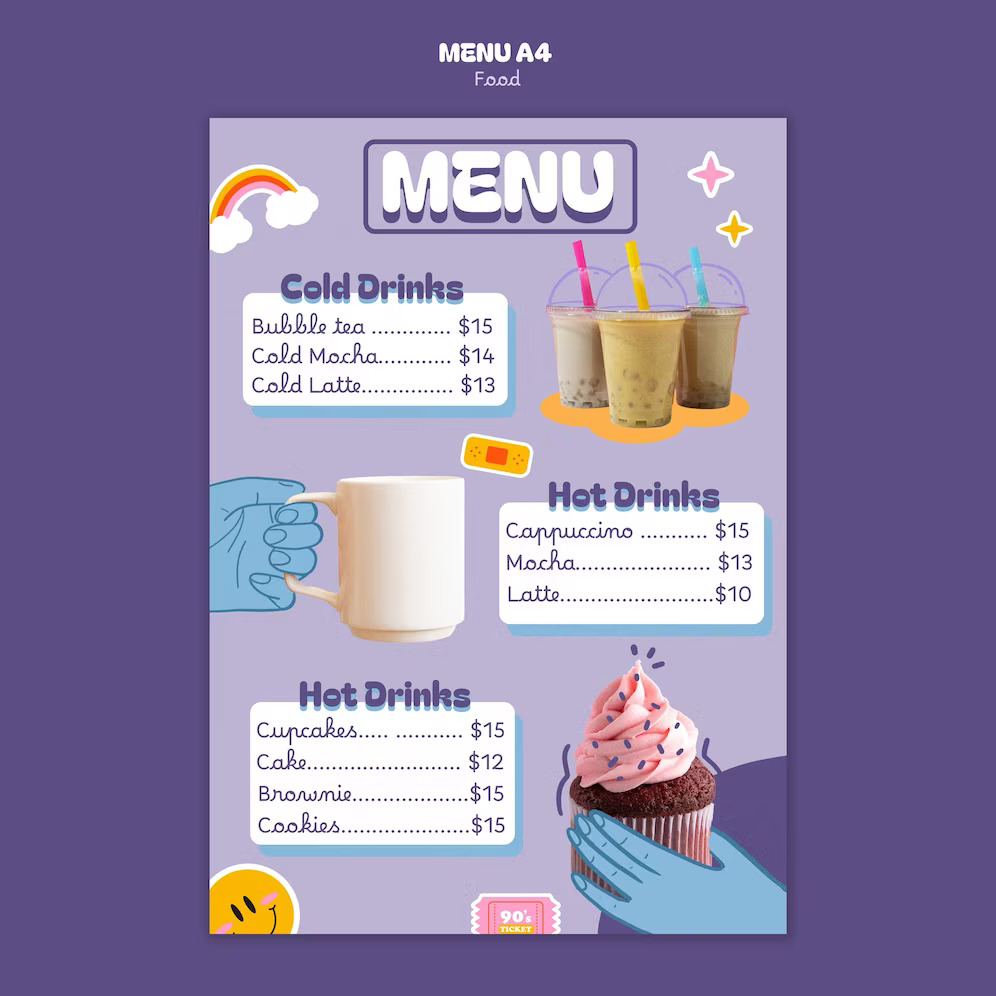 MENU A4
Food
MENU
Cold Drinks
Bubble tea ............. $15
Cold Mocha............ $14
Cold Latte............... $13
Hot Drinks
Cappuccino ........... $15
Mocha...................... $13
Latte.........................$10
Hot Drinks
Cupcakes..... ........... $15
Cake......................... $12
Brownie...................$15
Cookies.....................$15
90's
TICKET